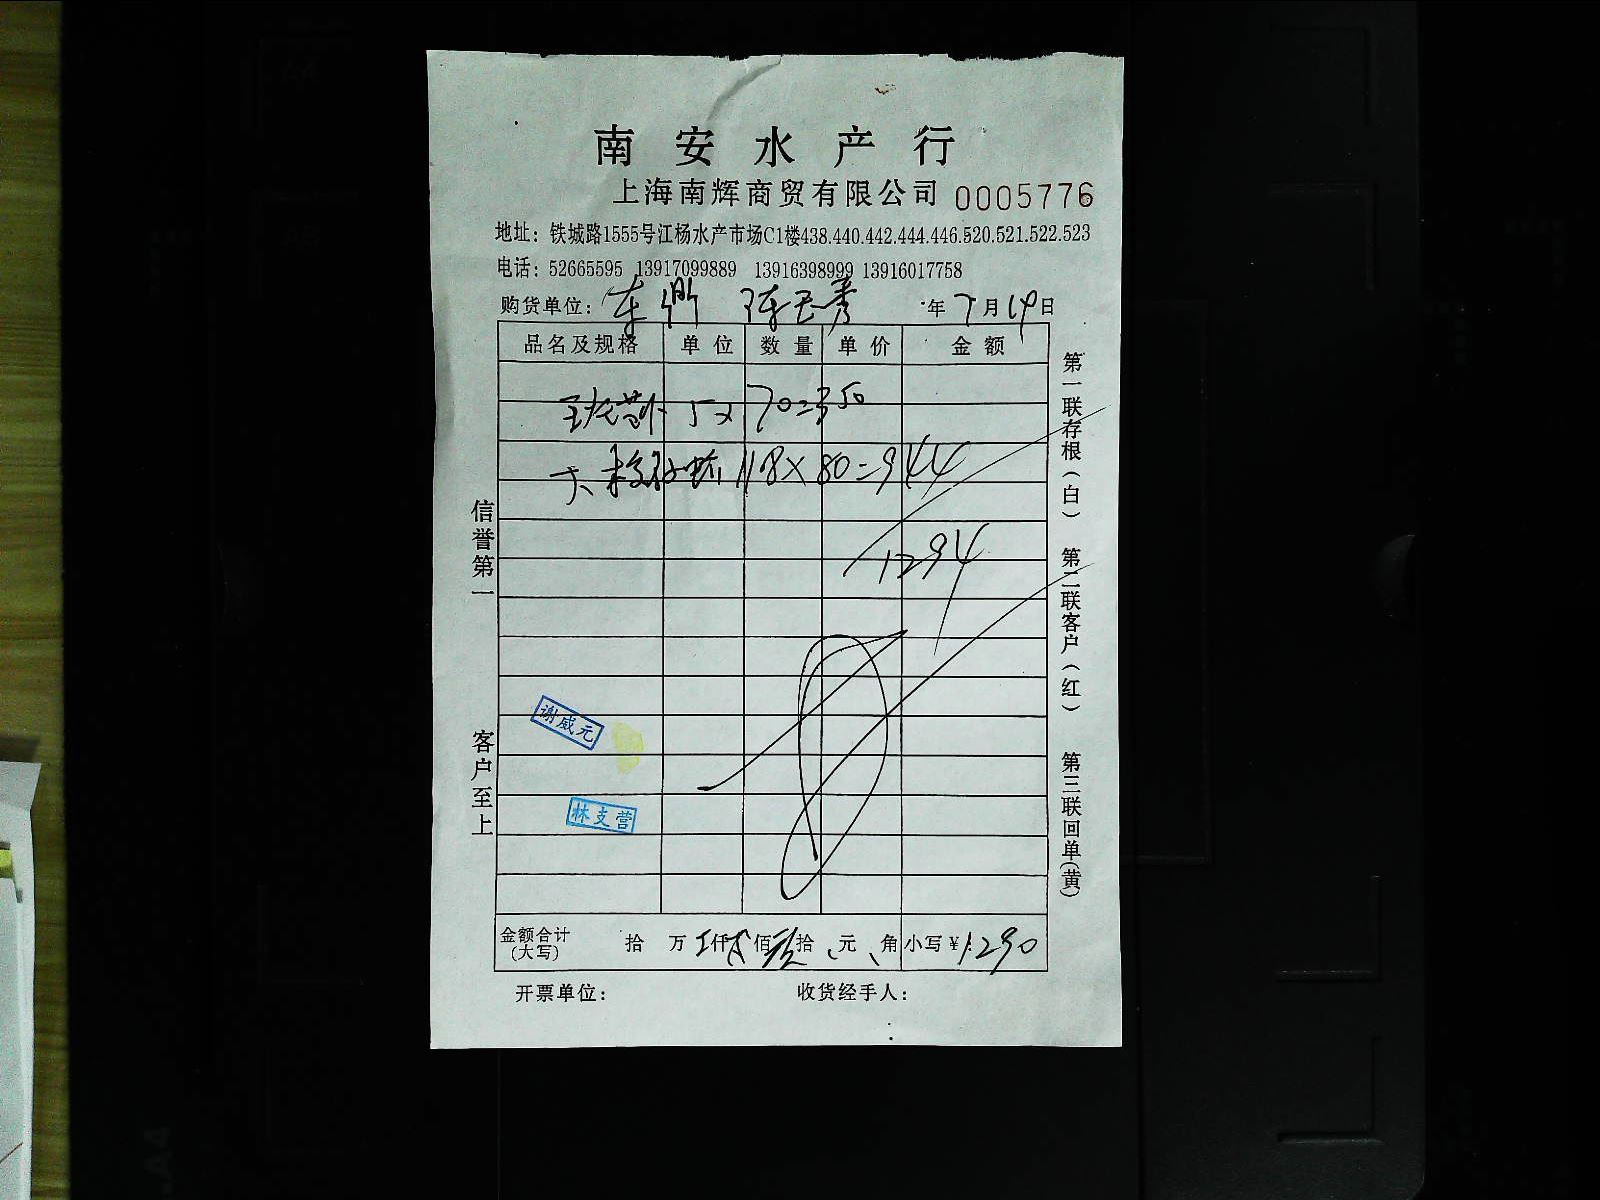 南安水产行
上海南辉商贸有限公司 0005776
地址：铁城路1555号江杨水产市场C1楼438.440.442.444.446.520.521.522.523
电话：52665595 13917099889 13916398999 13916017758
购货单位： 陈玉秀 年 7月14日
品名及规格 单位 数量 单价 金额
5x 70=350
大 118x80=944
1294
谢威元
林支营
金额合计(大写) 拾 万 仟 佰 拾 元 角 小写￥1290
开票单位： 收货经手人：
信誉第一
客户至上
第一联存根(白) 第二联客户(红) 第三联回单(黄)